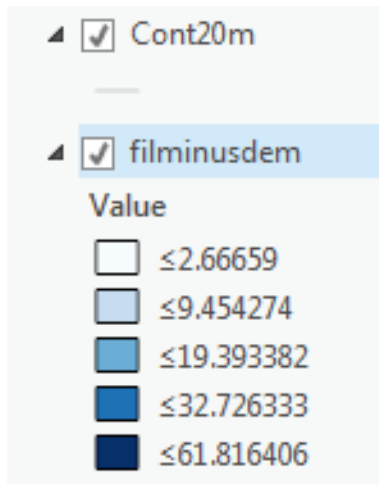 Cont20m
filminusdem
Value
≤2.66659
≤9.454274
≤19.393382
≤32.726333
≤61.816406